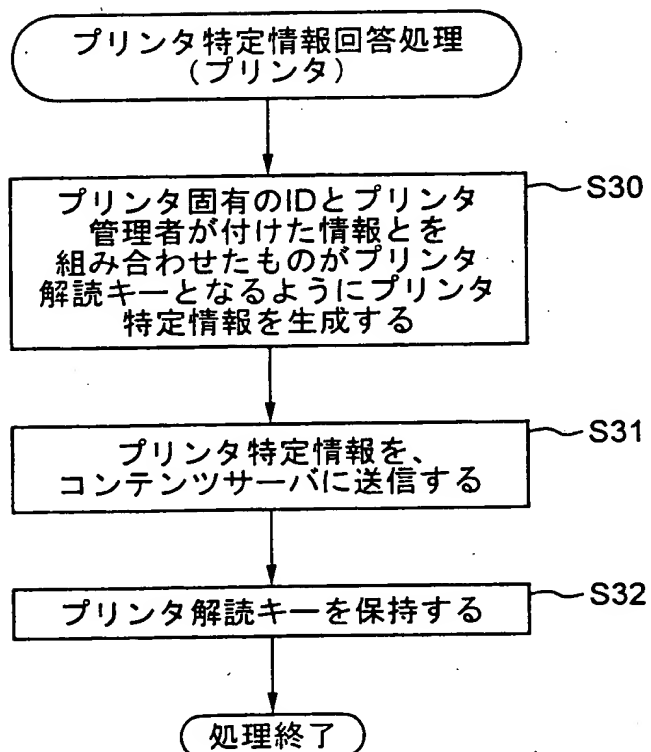 プリンタ特定情報回答処理
(プリンタ)
プリンタ固有のIDとプリンタ
管理者が付けた情報とを
組み合わせたものがプリンタ
解読キーとなるようにプリンタ
特定情報を生成する
S30
プリンタ特定情報を、
コンテンツサーバに送信する
S31
プリンタ解読キーを保持する
S32
処理終了